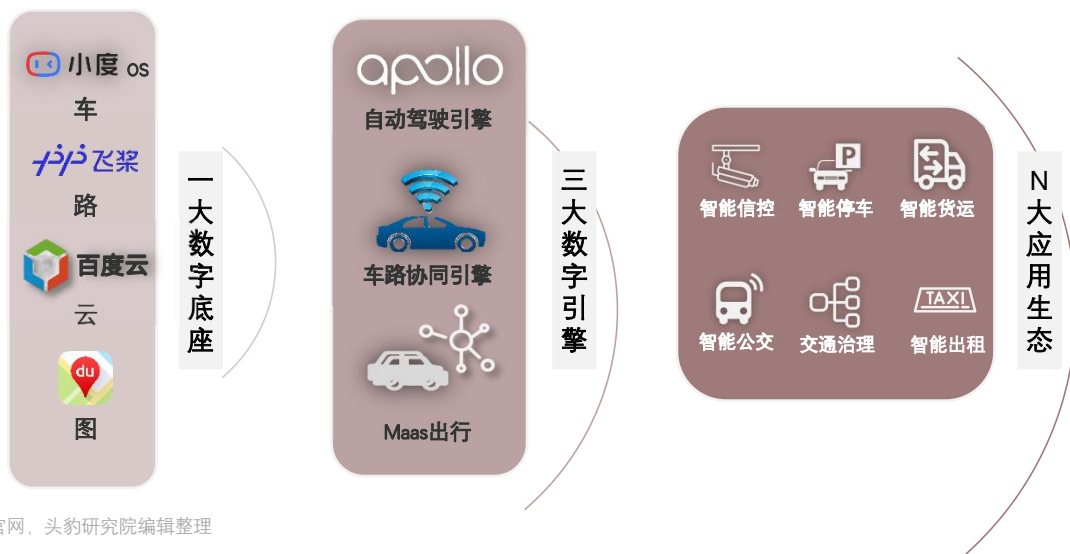 小度 OS
车
飞桨
路
百度云
云
du
图
一大数字底座
apollo
自动驾驶引擎
车路协同引擎
Maas出行
三大数字引擎
P
智能信控 智能停车 智能货运
TAXI
智能公交 交通治理 智能出租
N大应用生态
官网，头豹研究院编辑整理